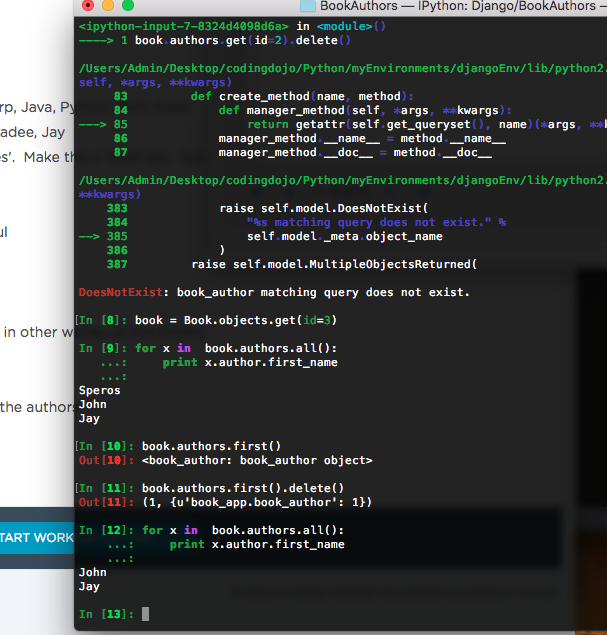 BookAuthors — IPython: Django/BookAuthors —
<ipython-input-7-8324d4098d6a> in <module>()
----> 1 book.authors.get(id=2).delete()
/Users/Admin/Desktop/codingdojo/Python/myEnvironments/djangoEnv/lib/python2.
self, *args, **kwargs)
83 def create_method(name, method):
84 def manager_method(self, *args, **kwargs):
---> 85 return getattr(self.get_queryset(), name)(*args, **k
86 manager_method.__name__ = method.__name__
87 manager_method.__doc__ = method.__doc__
/Users/Admin/Desktop/codingdojo/Python/myEnvironments/djangoEnv/lib/python2.
**kwargs)
383 raise self.model.DoesNotExist(
384 "%s matching query does not exist." %
--> 385 self.model._meta.object_name
386 )
387 raise self.model.MultipleObjectsReturned(
DoesNotExist: book_author matching query does not exist.
In [8]: book = Book.objects.get(id=3)
In [9]: for x in  book.authors.all():
...: print x.author.first_name
...:
Speros
John
Jay
In [10]: book.authors.first()
Out[10]: <book_author: book_author object>
In [11]: book.authors.first().delete()
Out[11]: (1, {u'book_app.book_author': 1})
In [12]: for x in  book.authors.all():
...: print x.author.first_name
...:
John
Jay
In [13]:
rp, Java, Py
adee, Jay
es'. Make th
ul
in other w
the authors
TART WORK